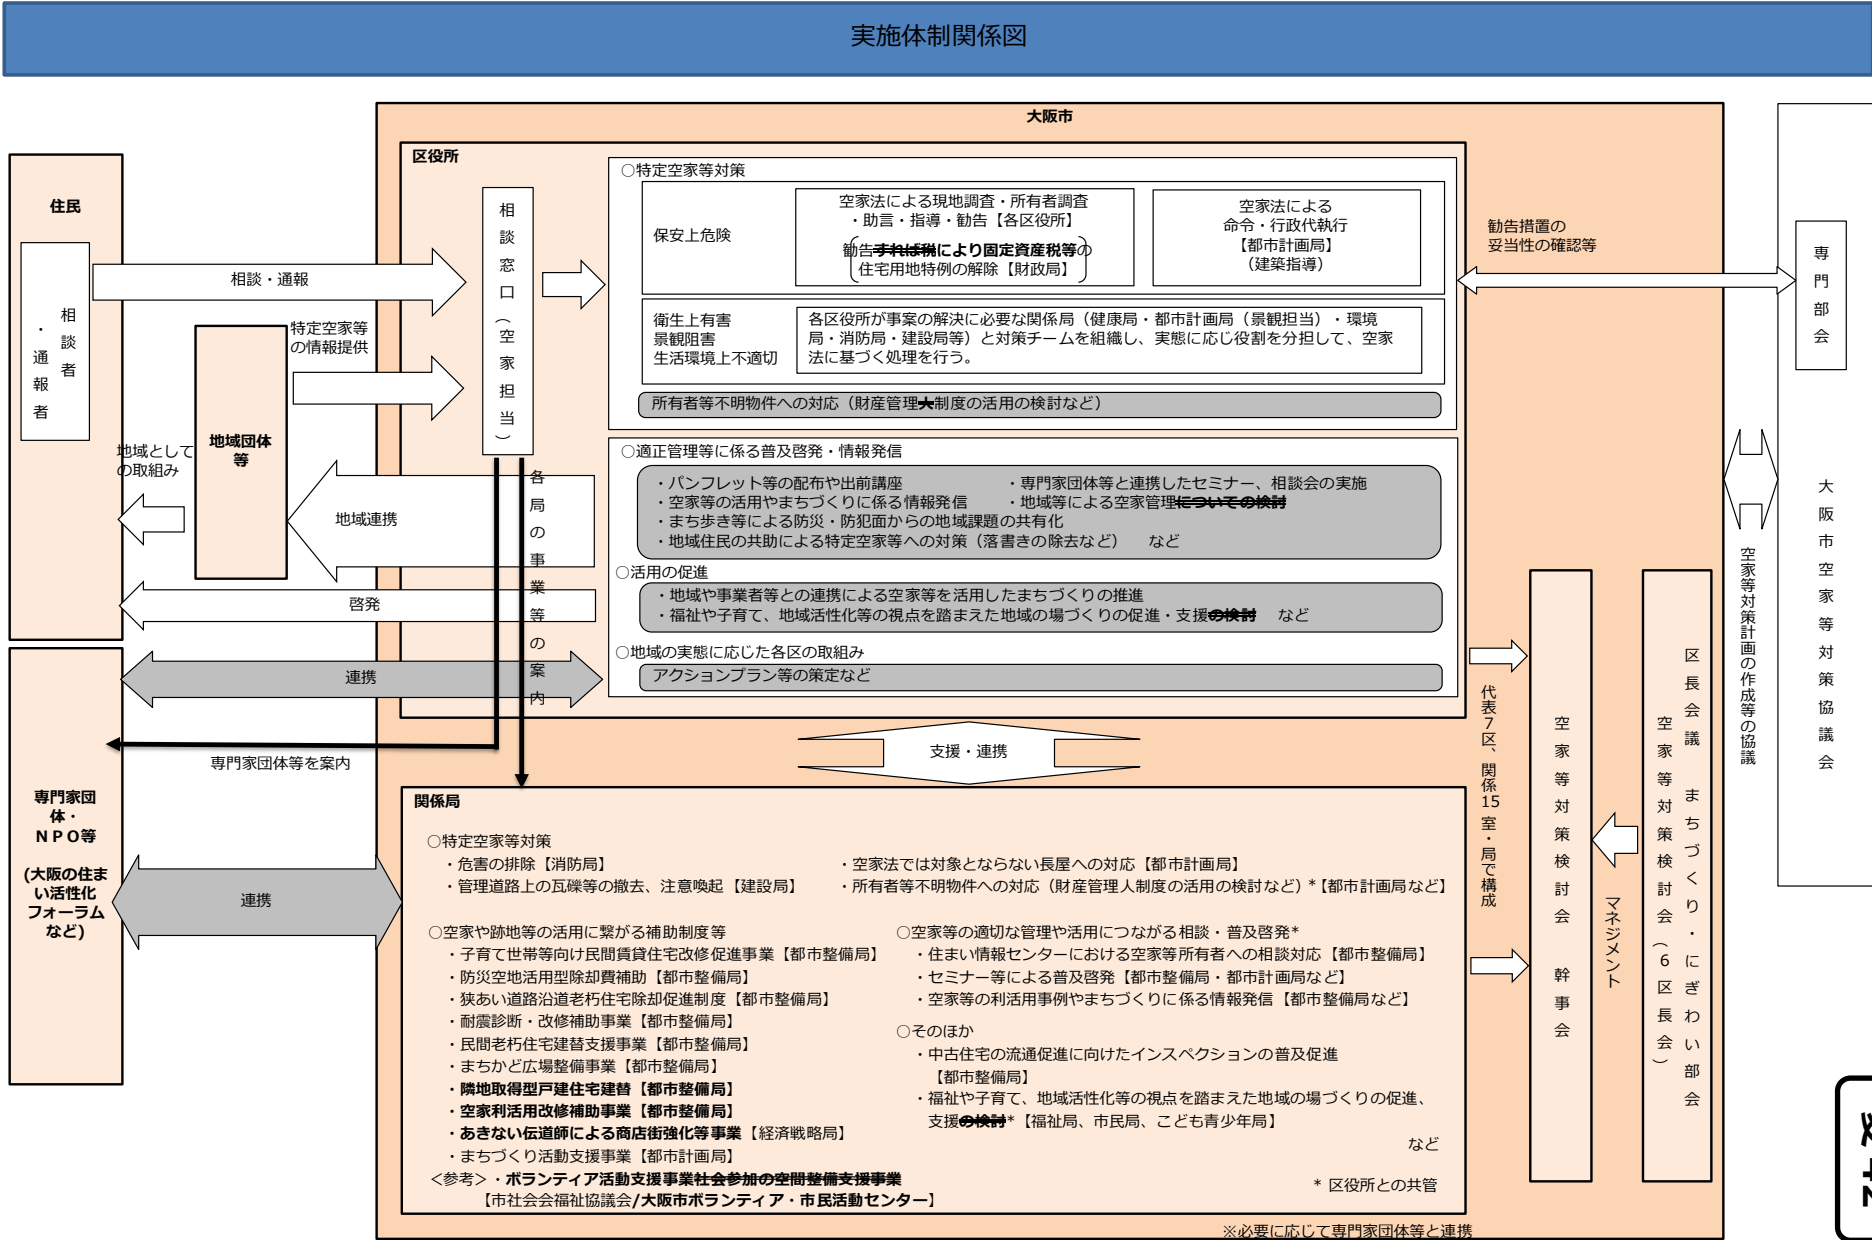 実施体制関係図
大阪市
住民
相談者
・通報者
相談・通報
地域団体
等
特定空家等
の情報提供
地域として
の取組み
地域連携
啓発
連携
専門家団体等を案内
専門家団
体・
ＮＰＯ等
(大阪の住ま
い活性化
フォーラム
など)
連携
区役所
相談窓口（空家担当）
各局の事業等の案内
○特定空家等対策
保安上危険
空家法による現地調査・所有者調査
・助言・指導・勧告【各区役所】
勧告すれば税により固定資産税等の
住宅用地特例の解除【財政局】
空家法による
命令・行政代執行
【都市計画局】
（建築指導）
衛生上有害
景観阻害
生活環境上不適切
各区役所が事案の解決に必要な関係局（健康局・都市計画局（景観担当）・環境
局・消防局・建設局等）と対策チームを組織し、実態に応じ役割を分担して、空家
法に基づく処理を行う。
所有者等不明物件への対応（財産管理人制度の活用の検討など）
○適正管理等に係る普及啓発・情報発信
・パンフレット等の配布や出前講座
・専門家団体等と連携したセミナー、相談会の実施
・空家等の活用やまちづくりに係る情報発信
・地域等による空家管理についての検討
・まち歩き等による防災・防犯面からの地域課題の共有化
・地域住民の共助による特定空家等への対策（落書きの除去など） など
○活用の促進
・地域や事業者等との連携による空家等を活用したまちづくりの推進
・福祉や子育て、地域活性化等の視点を踏まえた地域の場づくりの促進・支援の検討 など
○地域の実態に応じた各区の取組み
アクションプラン等の策定など
支援・連携
関係局
○特定空家等対策
・危害の排除【消防局】
・空家法では対象とならない長屋への対応【都市計画局】
・管理道路上の瓦礫等の撤去、注意喚起【建設局】
・所有者等不明物件への対応（財産管理人制度の活用の検討など）*【都市計画局など】
○空家や跡地等の活用に繋がる補助制度等
・子育て世帯等向け民間賃貸住宅改修促進事業【都市整備局】
・防災空地活用型除却費補助【都市整備局】
・狭あい道路沿道老朽住宅除却促進制度【都市整備局】
・耐震診断・改修補助事業【都市整備局】
・民間老朽住宅建替支援事業【都市整備局】
・まちかど広場整備事業【都市整備局】
・隣地取得型戸建住宅建替【都市整備局】
・空家利活用改修補助事業【都市整備局】
・あきない伝道師による商店街強化等事業【経済戦略局】
・まちづくり活動支援事業【都市計画局】
＜参考＞・ボランティア活動支援事業社会参加の空間整備支援事業
【市社会会福祉協議会/大阪市ボランティア・市民活動センター】
○空家等の適切な管理や活用につながる相談・普及啓発*
・住まい情報センターにおける空家等所有者への相談対応【都市整備局】
・セミナー等による普及啓発【都市整備局・都市計画局など】
・空家等の利活用事例やまちづくりに係る情報発信【都市整備局など】
○そのほか
・中古住宅の流通促進に向けたインスペクションの普及促進
【都市整備局】
・福祉や子育て、地域活性化等の視点を踏まえた地域の場づくりの促進、
支援の検討*【福祉局、市民局、こども青少年局】
など
* 区役所との共管
※必要に応じて専門家団体等と連携
代表7区、関係15室・局で構成
空家等対策検討会 幹事会
マネジメント
区長会議 まちづくり・にぎわい部会
空家等対策検討会（6区長会）
勧告措置の
妥当性の確認等
専門部会
空家等対策計画の作成等の協議
大阪市空家等対策協議会